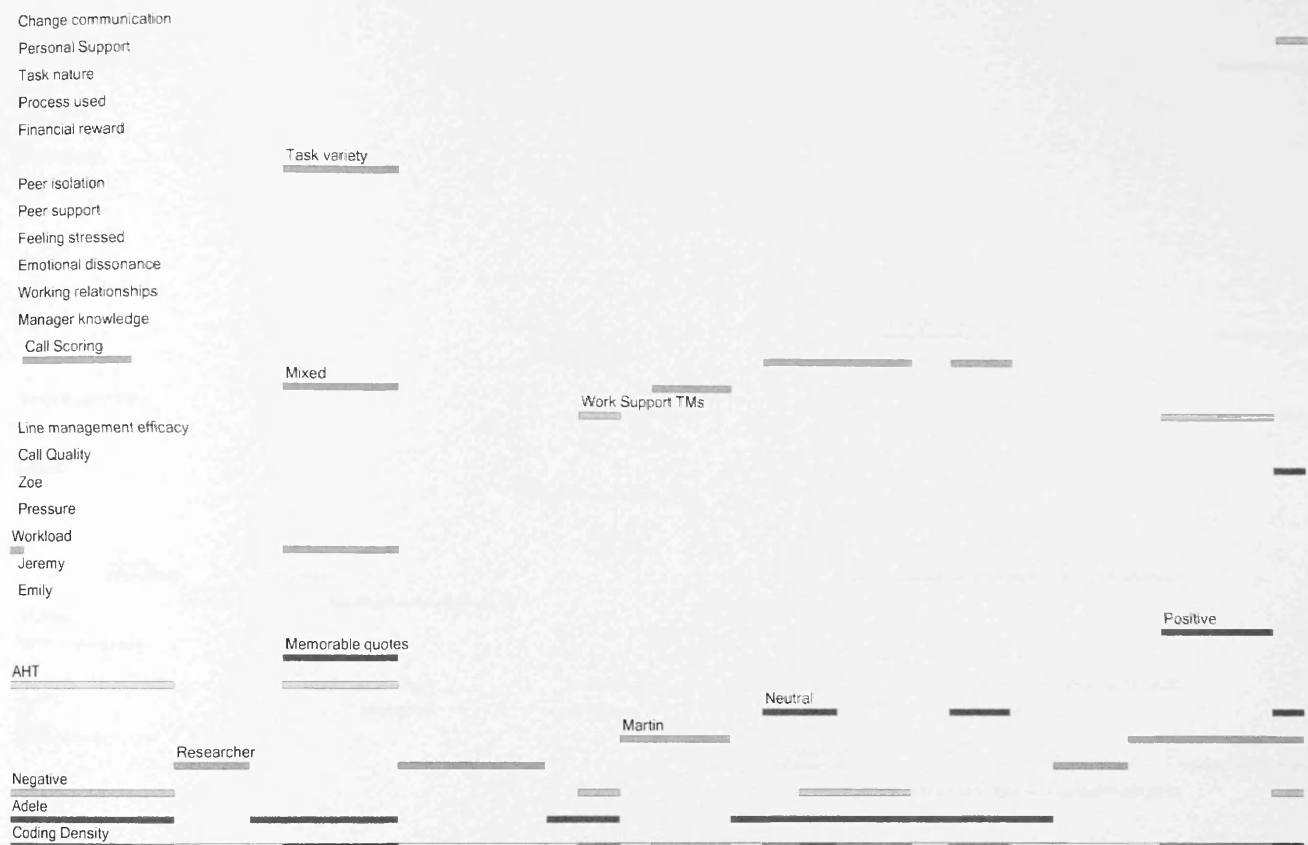 Change communication
Personal Support
Task nature
Process used
Financial reward
Task variety
Peer isolation
Peer support
Feeling stressed
Emotional dissonance
Working relationships
Manager knowledge
Call Scoring
Mixed
Work Support TMs
Line management efficacy
Call Quality
Zoe
Pressure
Workload
Jeremy
Emily
Positive
Memorable quotes
AHT
Neutral
Martin
Researcher
Negative
Adele
Coding Density